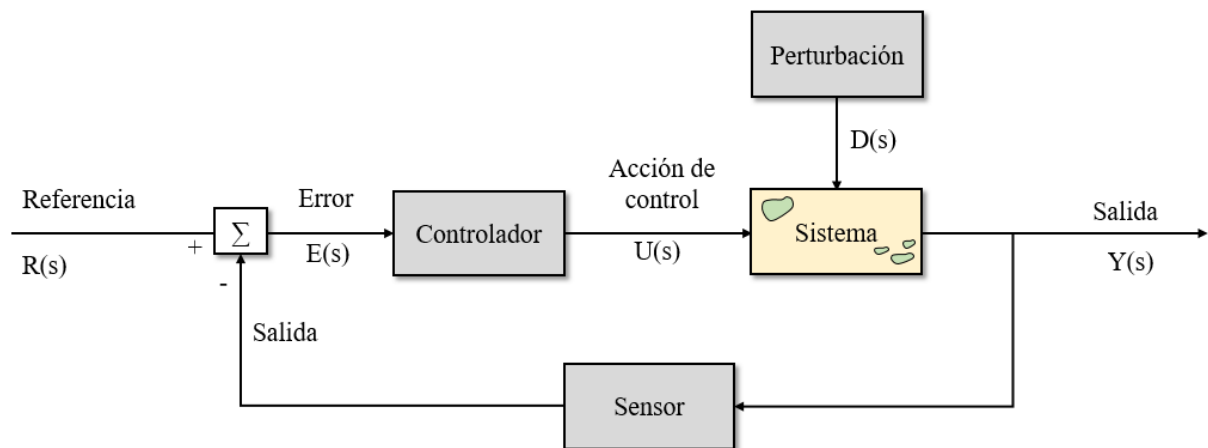 Perturbación
D(s)
Referencia
R(s)
+
-
∑
Error
E(s)
Controlador
Acción de
control
U(s)
Sistema
Salida
Y(s)
Salida
Sensor